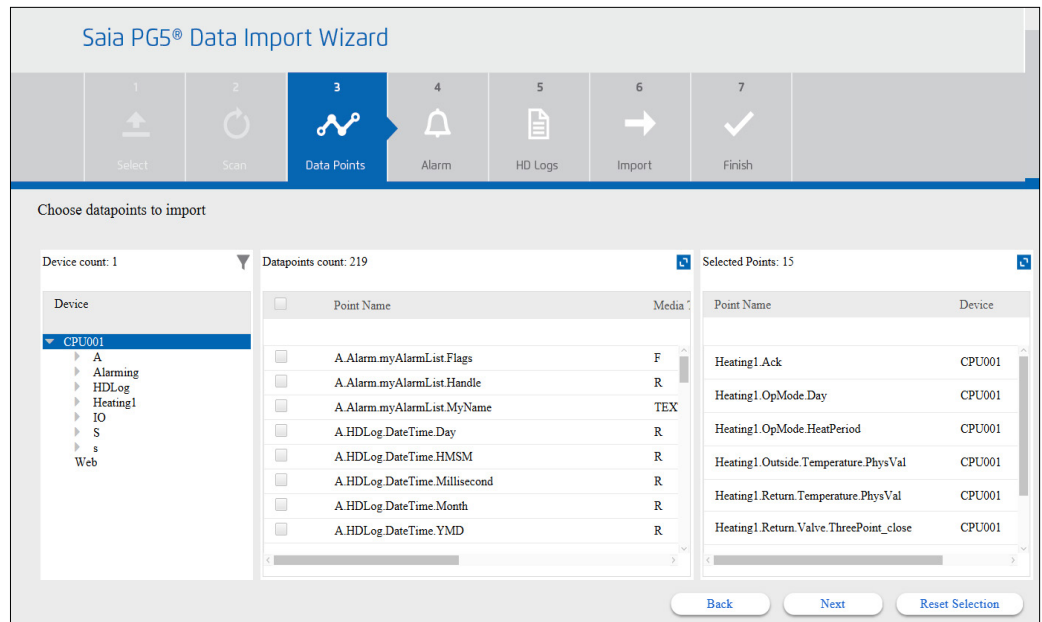 Saia PG5® Data Import Wizard
1 2 3 4 5 6 7
Select Scan Data Points Alarm HD Logs Import Finish
Choose datapoints to import
Device count: 1
Device
CPU001
A
Alarming
HDLog
Heating1
IO
S
s
Web
Datapoints count: 219
Point Name Media
A.Alarm.myAlarmList.Flags F
A.Alarm.myAlarmList.Handle R
A.Alarm.myAlarmList.MyName TEX
A.HDLog.DateTime.Day R
A.HDLog.DateTime.HMSM R
A.HDLog.DateTime.Millisecond R
A.HDLog.DateTime.Month R
A.HDLog.DateTime.YMD R
Selected Points: 15
Point Name Device
Heating1.Ack CPU001
Heating1.OpMode.Day CPU001
Heating1.OpMode.HeatPeriod CPU001
Heating1.Outside.Temperature.PhysVal CPU001
Heating1.Return.Temperature.PhysVal CPU001
Heating1.Return.Valve.ThreePoint_close CPU001
Back Next Reset Selection